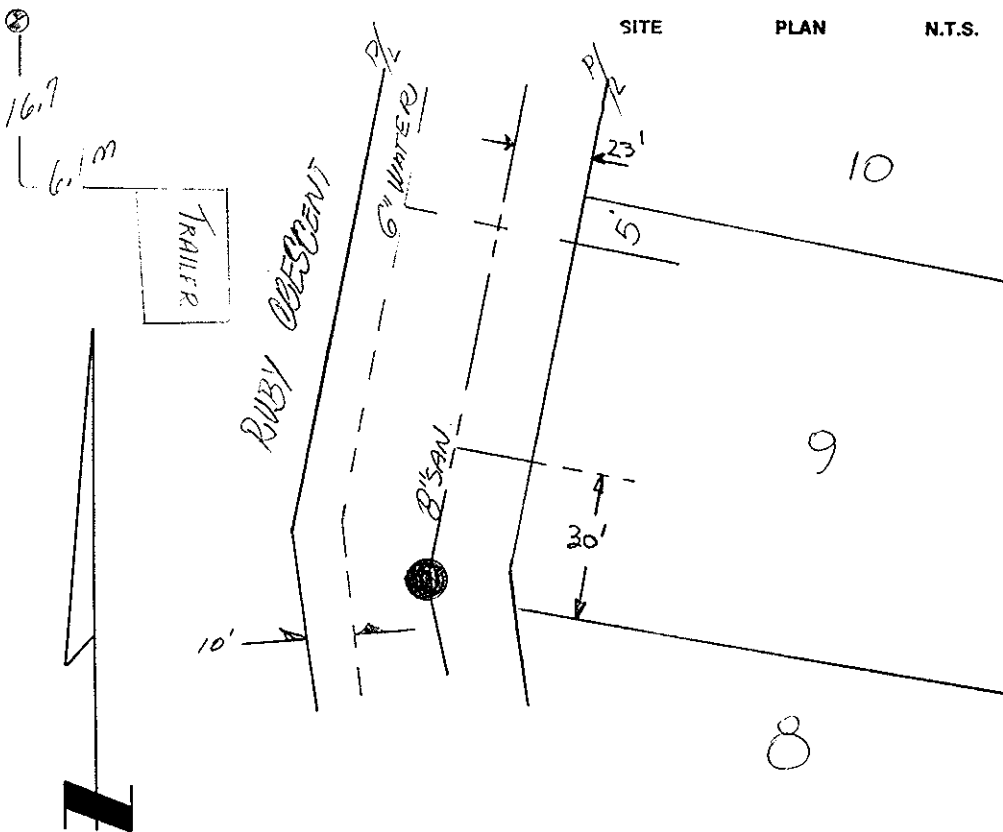 SITE PLAN N.T.S.
P/L
P/L
16.7
6.1m
TRAILER
RUBY CRESCENT
6" WATER
23'
10
5'
9
8" SAN.
30'
10'
8